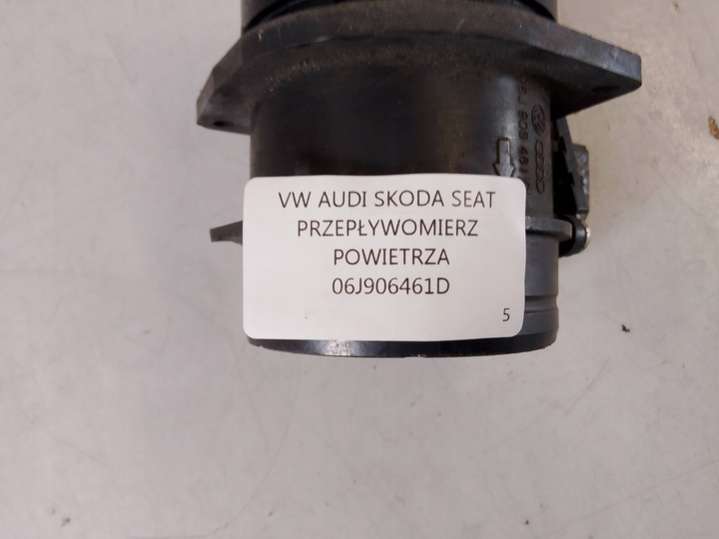 VW AUDI SKODA SEAT
PRZEPŁYWOMIERZ
POWIETRZA
06J906461D
5